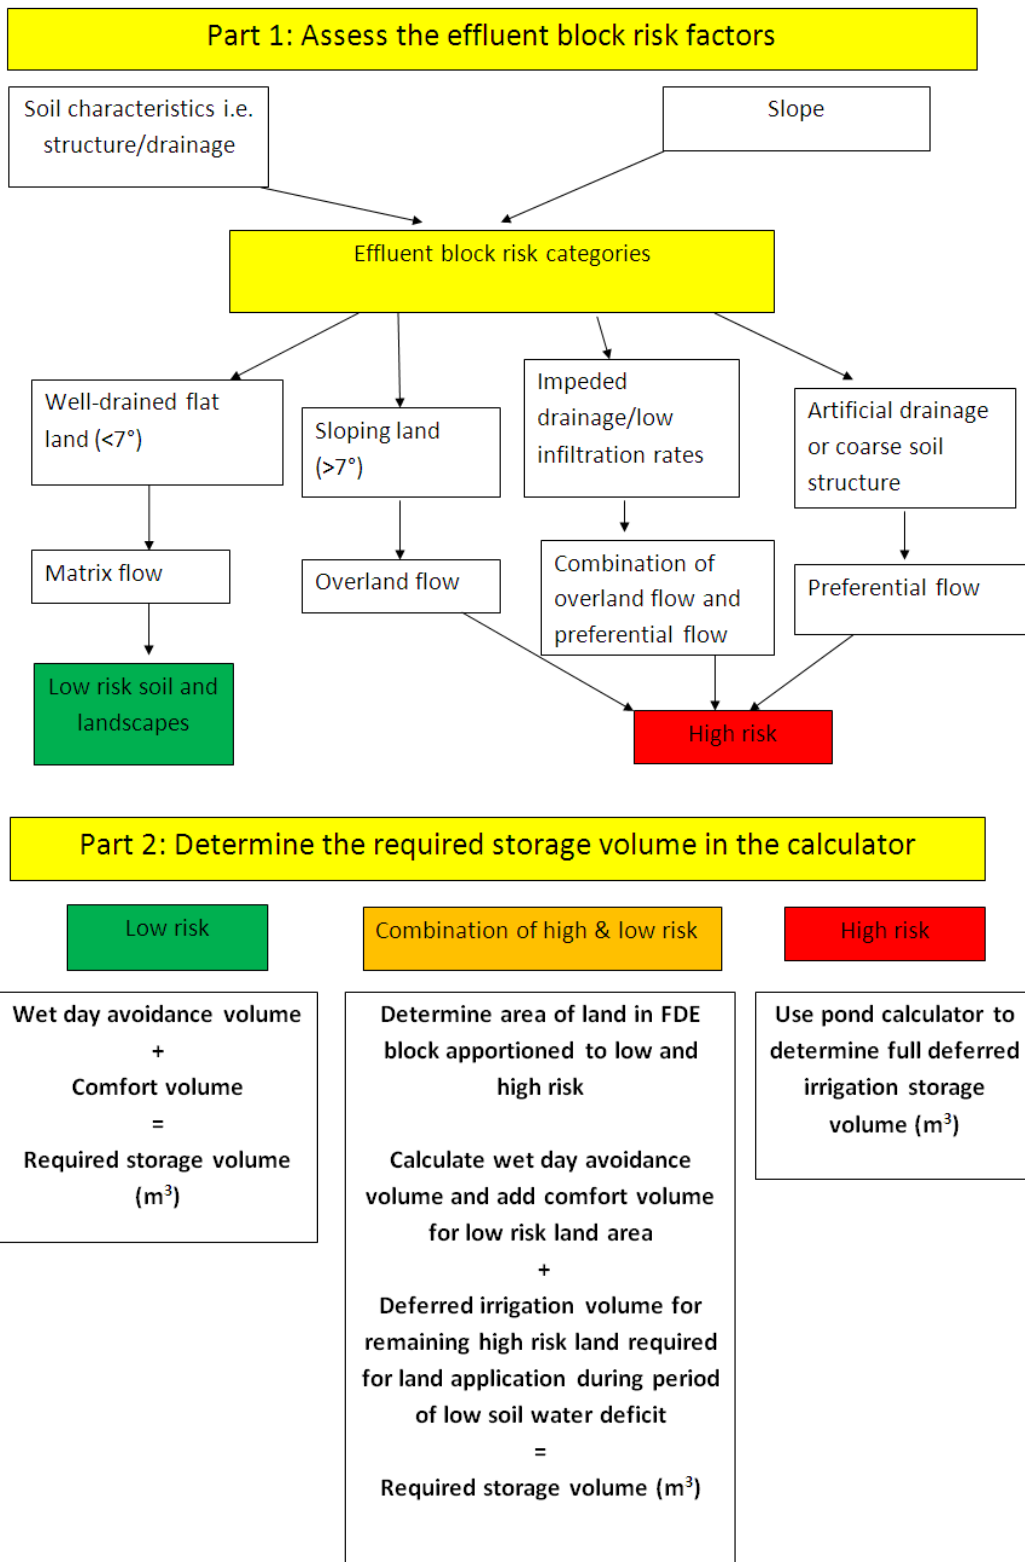 Part 1: Assess the effluent block risk factors
Soil characteristics i.e.
structure/drainage
Slope
Effluent block risk categories
Well-drained flat
land (<7°)
Sloping land
(>7°)
Impeded
drainage/low
infiltration rates
Artificial drainage
or coarse soil
structure
Matrix flow
Overland flow
Combination of
overland flow and
preferential flow
Preferential flow
Low risk soil and
landscapes
High risk
Part 2: Determine the required storage volume in the calculator
Low risk
Combination of high & low risk
High risk
Wet day avoidance volume
+
Comfort volume
=
Required storage volume
(m³)
Determine area of land in FDE
block apportioned to low and
high risk
Calculate wet day avoidance
volume and add comfort volume
for low risk land area
+
Deferred irrigation volume for
remaining high risk land required
for land application during period
of low soil water deficit
=
Required storage volume (m³)
Use pond calculator to
determine full deferred
irrigation storage
volume (m³)